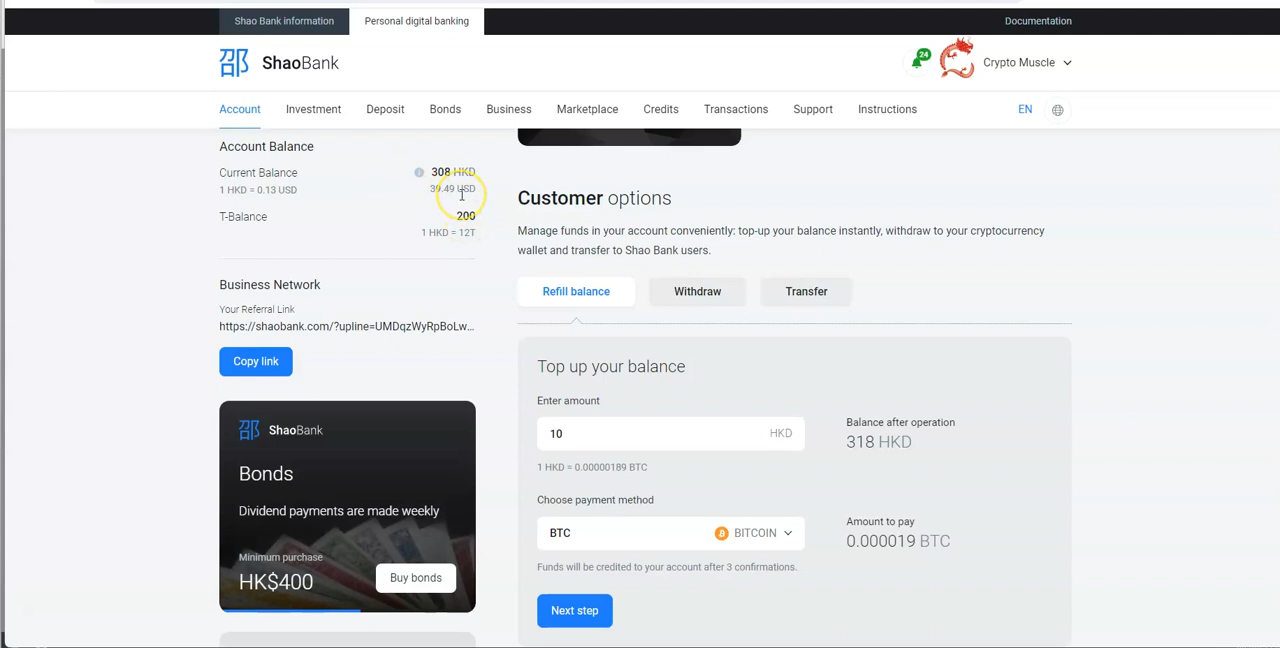 Shao Bank information
Personal digital banking
Documentation
邵 ShaoBank
24
Crypto Muscle
Account
Investment
Deposit
Bonds
Business
Marketplace
Credits
Transactions
Support
Instructions
EN
Account Balance
Current Balance
308 HKD
1 HKD = 0.13 USD
39.49 USD
T-Balance
200
1 HKD = 12T
Business Network
Your Referral Link
https://shaobank.com/?upline=UMDqzWyRpBoLw...
Copy link
邵 ShaoBank
Bonds
Dividend payments are made weekly
Minimum purchase
HK$400
Buy bonds
Customer options
Manage funds in your account conveniently: top-up your balance instantly, withdraw to your cryptocurrency
wallet and transfer to Shao Bank users.
Refill balance
Withdraw
Transfer
Top up your balance
Enter amount
10 HKD
1 HKD = 0.00000189 BTC
Balance after operation
318 HKD
Choose payment method
BTC BITCOIN
Funds will be credited to your account after 3 confirmations.
Amount to pay
0.000019 BTC
Next step